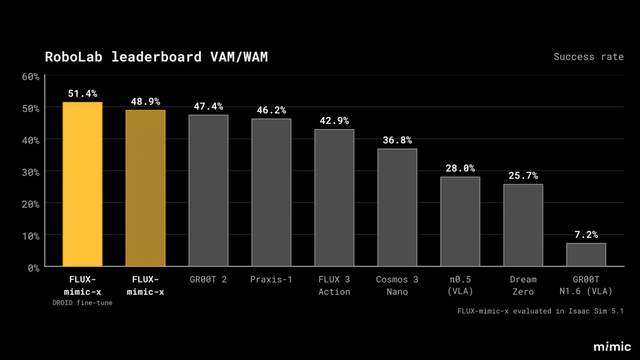 RoboLab leaderboard VAM/WAM
Success rate
60%
50%
40%
30%
20%
10%
0%
51.4%
48.9%
47.4%
46.2%
42.9%
36.8%
28.0%
25.7%
7.2%
FLUX-
mimic-x
DROID fine-tune
FLUX-
mimic-x
GR00T 2
Praxis-1
FLUX 3
Action
Cosmos 3
Nano
π0.5
(VLA)
Dream
Zero
GR00T
N1.6 (VLA)
FLUX-mimic-x evaluated in Isaac Sim 5.1
mimic